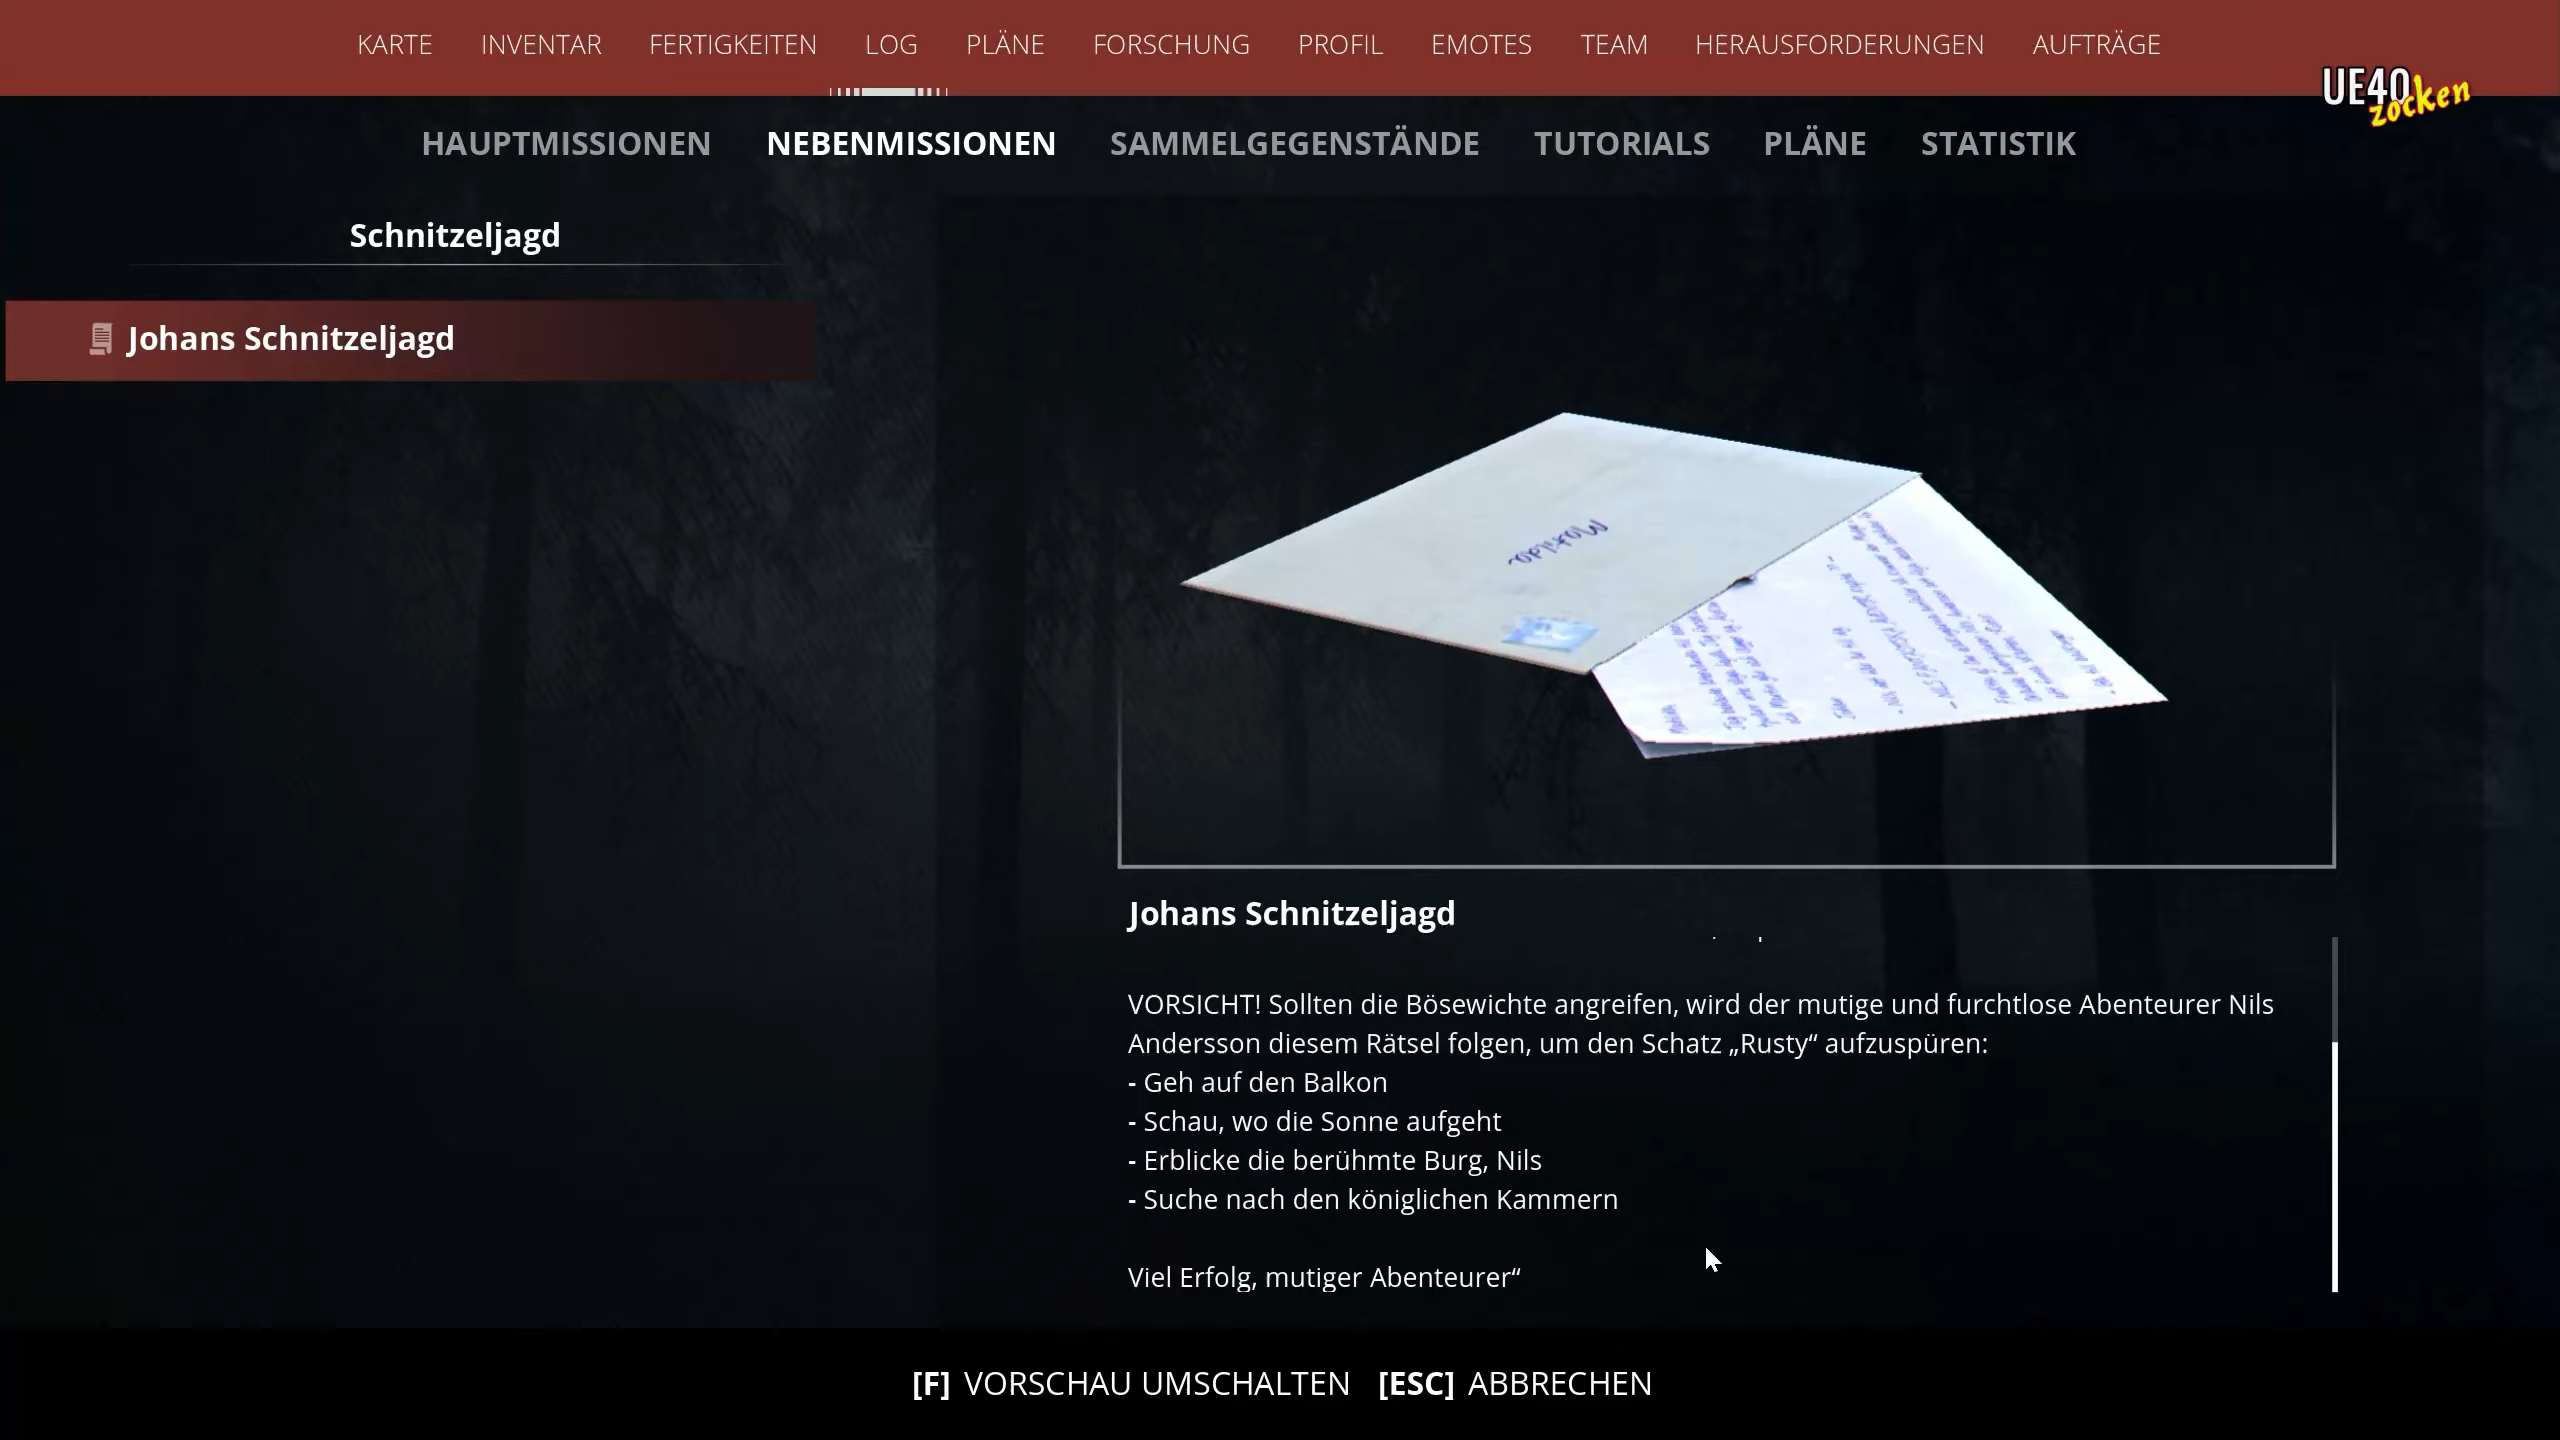 KARTE INVENTAR FERTIGKEITEN LOG PLÄNE FORSCHUNG PROFIL EMOTES TEAM HERAUSFORDERUNGEN AUFTRÄGE
UE40
zocken
HAUPTMISSIONEN NEBENMISSIONEN SAMMELGEGENSTÄNDE TUTORIALS PLÄNE STATISTIK
Schnitzeljagd
Johans Schnitzeljagd
Johans Schnitzeljagd
VORSICHT! Sollten die Bösewichte angreifen, wird der mutige und furchtlose Abenteurer Nils
Andersson diesem Rätsel folgen, um den Schatz „Rusty“ aufzuspüren:
- Geh auf den Balkon
- Schau, wo die Sonne aufgeht
- Erblicke die berühmte Burg, Nils
- Suche nach den königlichen Kammern
Viel Erfolg, mutiger Abenteurer“
[F] VORSCHAU UMSCHALTEN [ESC] ABBRECHEN